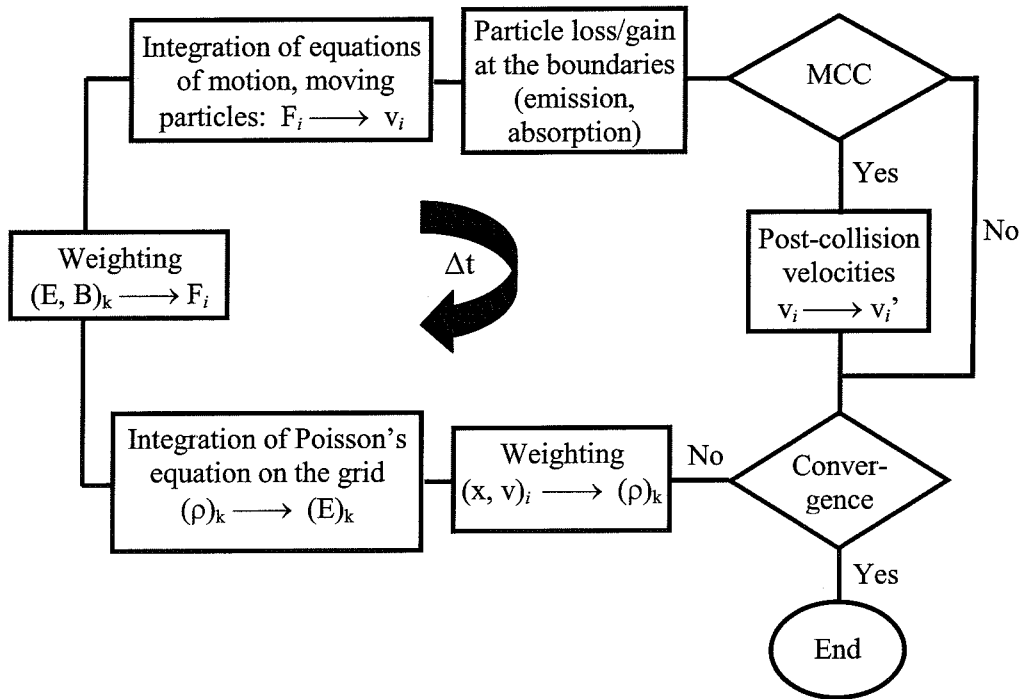 Integration of equations
of motion, moving
particles: Fᵢ ⟶ vᵢ
Particle loss/gain
at the boundaries
(emission,
absorption)
MCC
Yes
No
Post-collision
velocities
vᵢ ⟶ vᵢ’
Δt
Weighting
(E, B)ₖ ⟶ Fᵢ
Integration of Poisson’s
equation on the grid
(ρ)ₖ ⟶ (E)ₖ
Weighting
(x, v)ᵢ ⟶ (ρ)ₖ
No
Conver-
gence
Yes
End